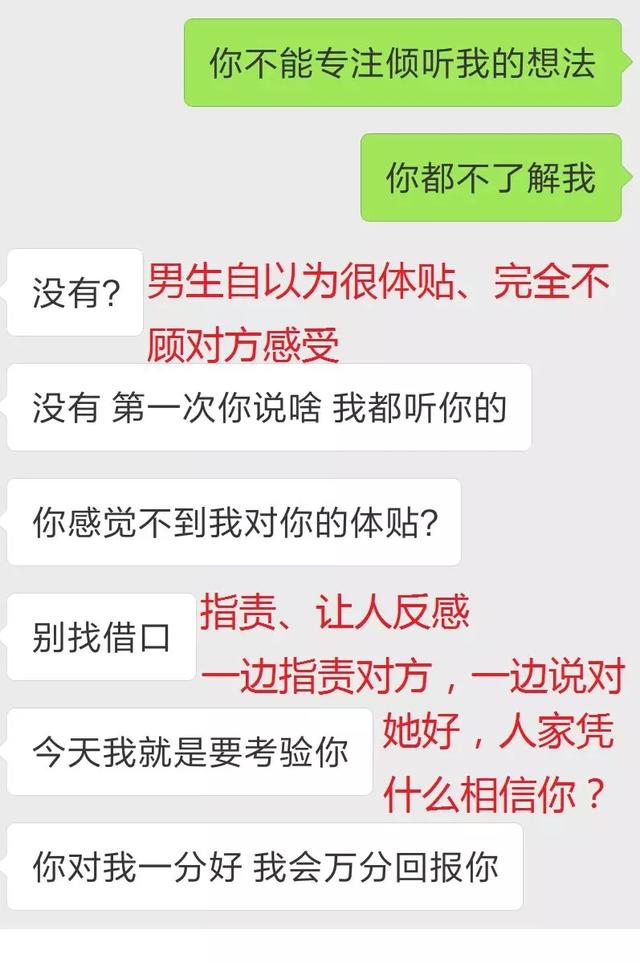 你不能专注倾听我的想法
你都不了解我
没有?
男生自以为很体贴、完全不
顾对方感受
没有 第一次你说啥 我都听你的
你感觉不到我对你的体贴?
别找借口
指责、让人反感
一边指责对方，一边说对
她好，人家凭
什么相信你？
今天我就是要考验你
你对我一分好 我会万分回报你